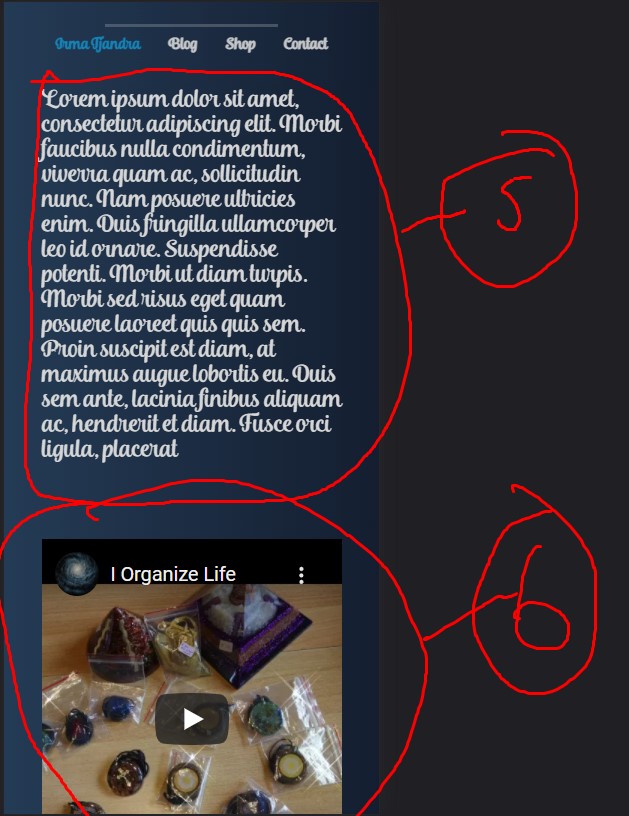 Irma Tjandra Blog Shop Contact
Lorem ipsum dolor sit amet,
consectetur adipiscing elit. Morbi
faucibus nulla condimentum,
viverra quam ac, sollicitudin
nunc. Nam posuere ultricies
enim. Duis fringilla ullamcorper
leo id ornare. Suspendisse
potenti. Morbi ut diam turpis.
Morbi sed risus eget quam
posuere laoreet quis quis sem.
Proin suscipit est diam, at
maximus augue lobortis eu. Duis
sem ante, lacinia finibus aliquam
ac, hendrerit et diam. Fusce orci
ligula, placerat
5
I Organize Life
6